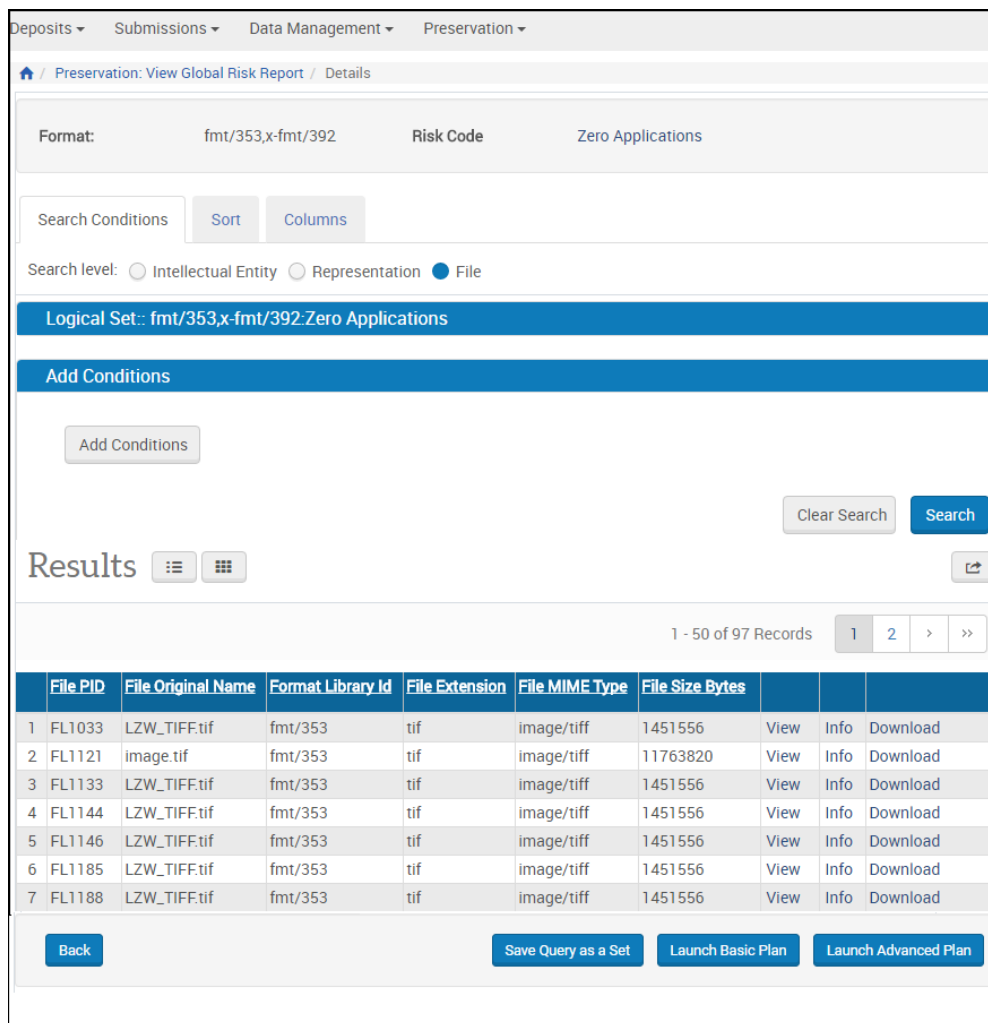 Deposits Submissions Data Management Preservation
/ Preservation: View Global Risk Report / Details
Format: fmt/353,x-fmt/392 Risk Code Zero Applications
Search Conditions Sort Columns
Search level: Intellectual Entity Representation File
Logical Set:: fmt/353,x-fmt/392:Zero Applications
Add Conditions
Add Conditions
Clear Search Search
Results
1 - 50 of 97 Records 1 2 > >>
File PID File Original Name Format Library Id File Extension File MIME Type File Size Bytes
1 FL1033 LZW_TIFF.tif fmt/353 tif image/tiff 1451556 View Info Download
2 FL1121 image.tif fmt/353 tif image/tiff 11763820 View Info Download
3 FL1133 LZW_TIFF.tif fmt/353 tif image/tiff 1451556 View Info Download
4 FL1144 LZW_TIFF.tif fmt/353 tif image/tiff 1451556 View Info Download
5 FL1146 LZW_TIFF.tif fmt/353 tif image/tiff 1451556 View Info Download
6 FL1185 LZW_TIFF.tif fmt/353 tif image/tiff 1451556 View Info Download
7 FL1188 LZW_TIFF.tif fmt/353 tif image/tiff 1451556 View Info Download
Back Save Query as a Set Launch Basic Plan Launch Advanced Plan